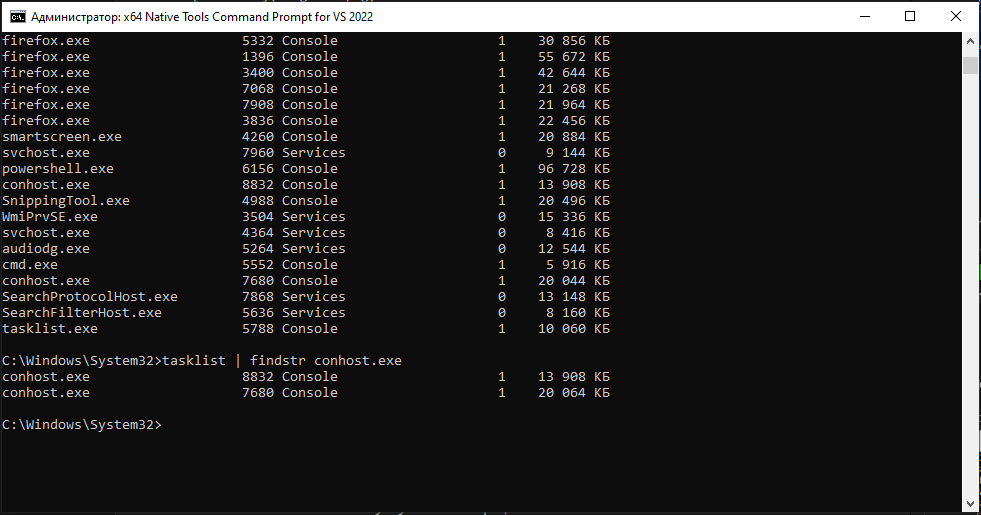 Администратор: x64 Native Tools Command Prompt for VS 2022
firefox.exe 5332 Console 1 30 856 КБ
firefox.exe 1396 Console 1 55 672 КБ
firefox.exe 3400 Console 1 42 644 КБ
firefox.exe 7068 Console 1 21 268 КБ
firefox.exe 7908 Console 1 21 964 КБ
firefox.exe 3836 Console 1 22 456 КБ
smartscreen.exe 4260 Console 1 20 884 КБ
svchost.exe 7960 Services 0 9 144 КБ
powershell.exe 6156 Console 1 96 728 КБ
conhost.exe 8832 Console 1 13 908 КБ
SnippingTool.exe 4988 Console 1 20 496 КБ
WmiPrvSE.exe 3504 Services 0 15 336 КБ
svchost.exe 4364 Services 0 8 416 КБ
audiodg.exe 5264 Services 0 12 544 КБ
cmd.exe 5552 Console 1 5 916 КБ
conhost.exe 7680 Console 1 20 044 КБ
SearchProtocolHost.exe 7868 Services 0 13 148 КБ
SearchFilterHost.exe 5636 Services 0 8 160 КБ
tasklist.exe 5788 Console 1 10 060 КБ
C:\Windows\System32>tasklist | findstr conhost.exe
conhost.exe 8832 Console 1 13 908 КБ
conhost.exe 7680 Console 1 20 064 КБ
C:\Windows\System32>